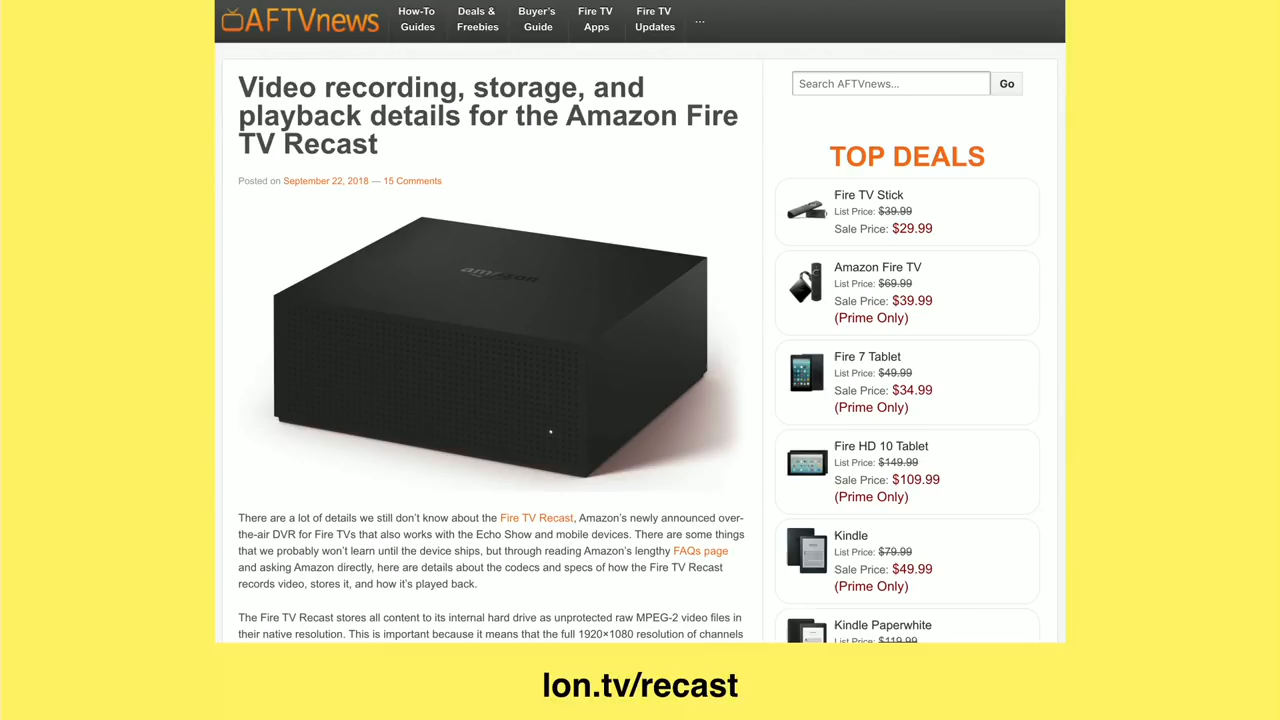 AFTVnews
How-To
Guides
Deals &
Freebies
Buyer's
Guide
Fire TV
Apps
Fire TV
Updates
...
Video recording, storage, and
playback details for the Amazon Fire
TV Recast
Posted on September 22, 2018 — 15 Comments
amazon
There are a lot of details we still don't know about the Fire TV Recast, Amazon's newly announced over-
the-air DVR for Fire TVs that also works with the Echo Show and mobile devices. There are some things
that we probably won't learn until the device ships, but through reading Amazon's lengthy FAQs page
and asking Amazon directly, here are details about the codecs and specs of how the Fire TV Recast
records video, stores it, and how it's played back.
The Fire TV Recast stores all content to its internal hard drive as unprotected raw MPEG-2 video files in
their native resolution. This is important because it means that the full 1920×1080 resolution of channels
Search AFTVnews...
Go
TOP DEALS
Fire TV Stick
List Price: $39.99
Sale Price: $29.99
Amazon Fire TV
List Price: $69.99
Sale Price: $39.99
(Prime Only)
Fire 7 Tablet
List Price: $49.99
Sale Price: $34.99
(Prime Only)
Fire HD 10 Tablet
List Price: $149.99
Sale Price: $109.99
(Prime Only)
Kindle
List Price: $79.99
Sale Price: $49.99
(Prime Only)
Kindle Paperwhite
List Price: $119.99
lon.tv/recast